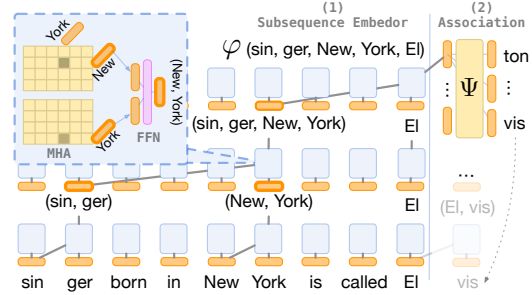 (1)
Subsequence Embedor
(2)
Association
York
New
York
MHA
FFN
(New, York)
φ (sin, ger, New, York, El)
Ψ
ton
⋮
vis
(sin, ger, New, York)
El
...
(sin, ger)
(New, York)
El
(El, vis)
sin ger born in New York is called El vis